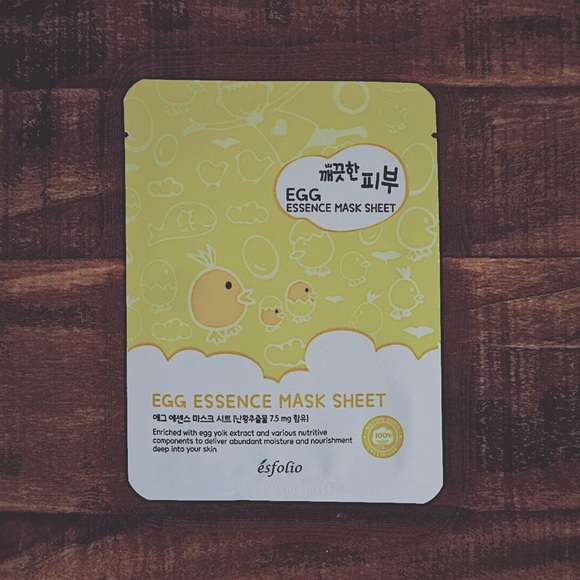 깨끗한 피부
EGG
ESSENCE MASK SHEET
EGG ESSENCE MASK SHEET
에그 에센스 마스크 시트 [난황추출물 7.5 mg 함유]
Enriched with egg yolk extract and various nutritive
components to deliver abundant moisture and nourishment
deep into your skin
100%
ésfolio